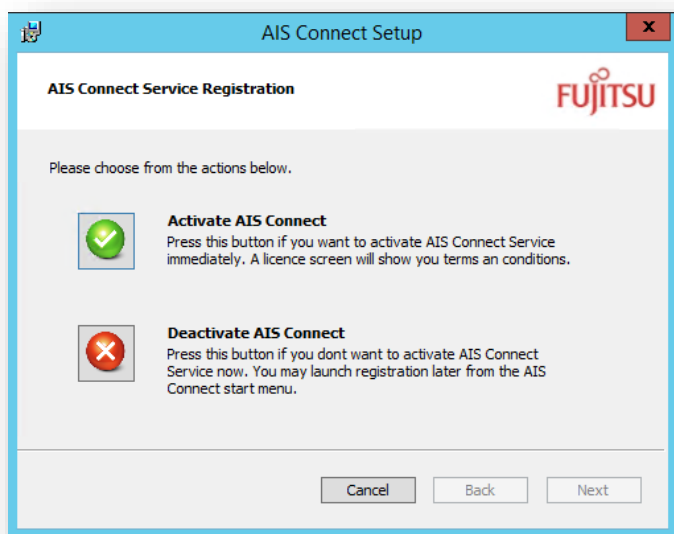 AIS Connect Setup
x
AIS Connect Service Registration
FUJITSU
Please choose from the actions below.
Activate AIS Connect
Press this button if you want to activate AIS Connect Service
immediately. A licence screen will show you terms an conditions.
Deactivate AIS Connect
Press this button if you dont want to activate AIS Connect
Service now. You may launch registration later from the AIS
Connect start menu.
Cancel
Back
Next